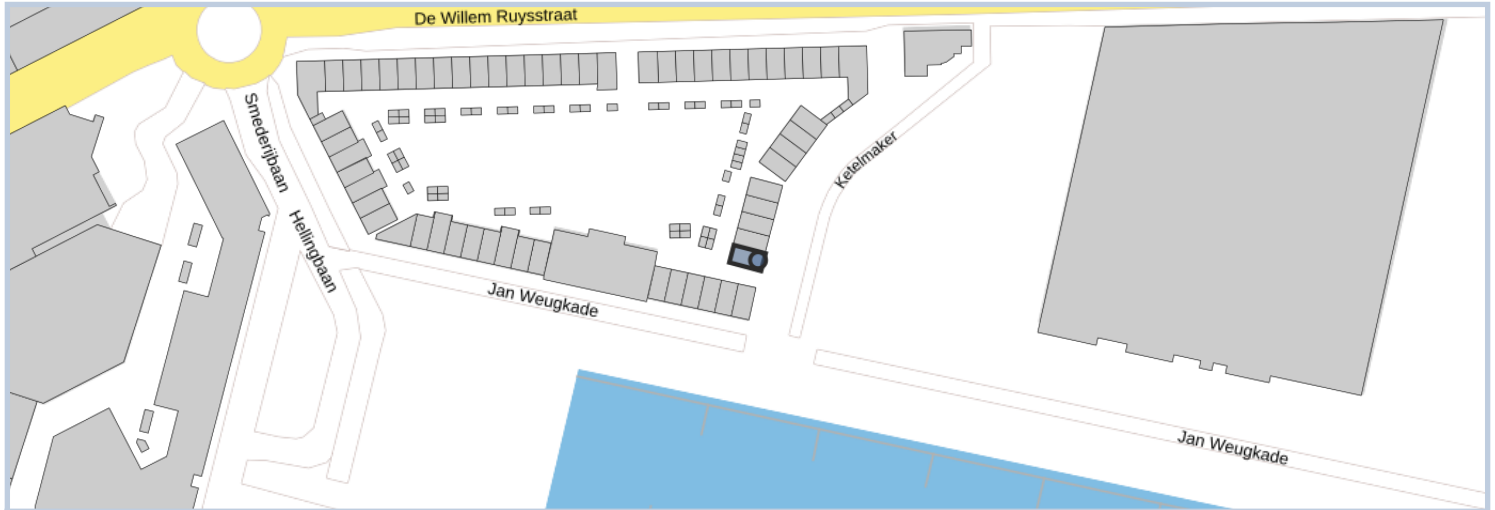 De Willem Ruysstraat
Smederijbaan
Ketelmaker
Hellingbaan
Jan Weugkade
Jan Weugkade